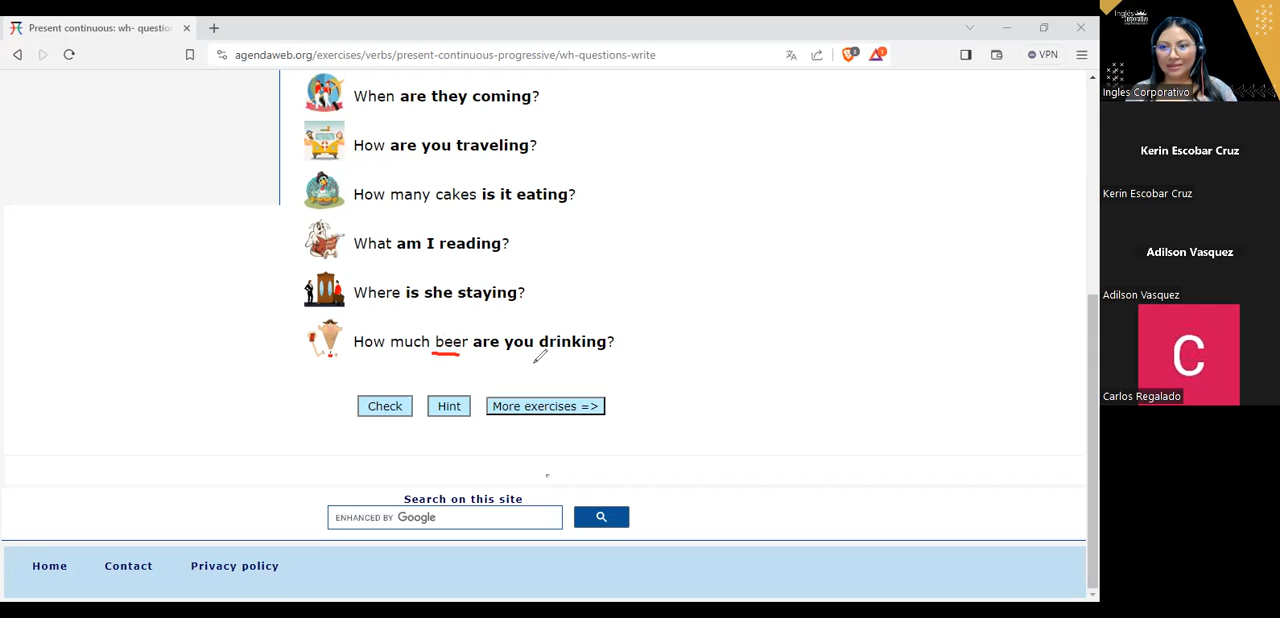 Present continuous: wh- questio
agendaweb.org/exercises/verbs/present-continuous-progressive/wh-questions-write
VPN
When are they coming?
How are you traveling?
How many cakes is it eating?
What am I reading?
Where is she staying?
How much beer are you drinking?
Check
Hint
More exercises =>
Search on this site
ENHANCED BY Google
Home
Contact
Privacy policy
Inglés
Corporativo
Ingles Corporativo
Kerin Escobar Cruz
Kerin Escobar Cruz
Adilson Vasquez
Adilson Vasquez
C
Carlos Regalado